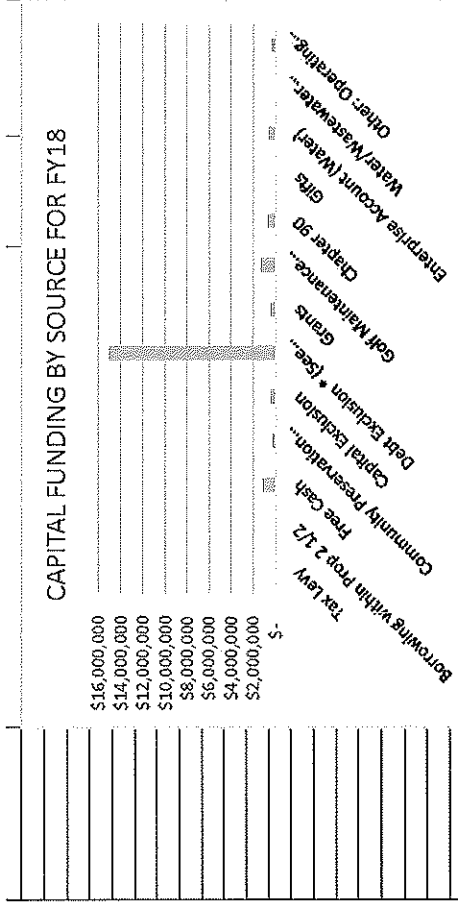 CAPITAL FUNDING BY SOURCE FOR FY18
$16,000,000
$14,000,000
$12,000,000
$10,000,000
$8,000,000
$6,000,000
$4,000,000
$2,000,000
$-
Tax Levy
Borrowing within Prop 2 1/2
Free Cash
Community Preservation...
Capital Exclusion
Debt Exclusion * (See...
Grants
Golf Maintenance...
Chapter 90
Gifts
Enterprise Account (Water)
Water/Wastewater...
Other: Operating...